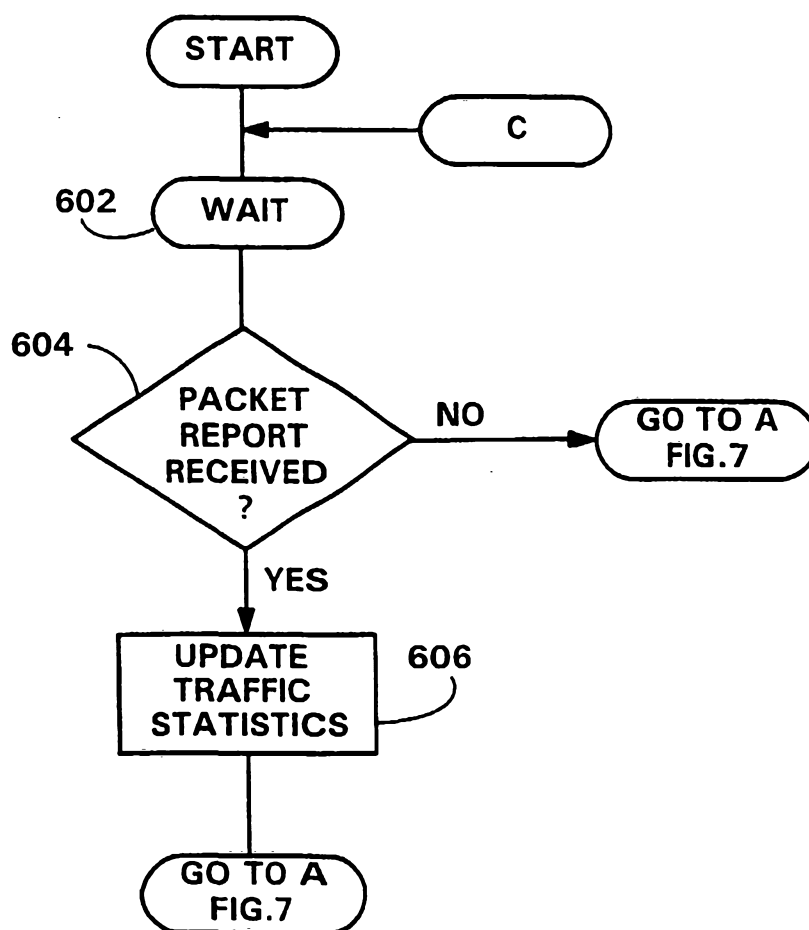 START
C
602
WAIT
604
PACKET
REPORT
RECEIVED
?
NO
GO TO A
FIG.7
YES
UPDATE
TRAFFIC
STATISTICS
606
GO TO A
FIG.7